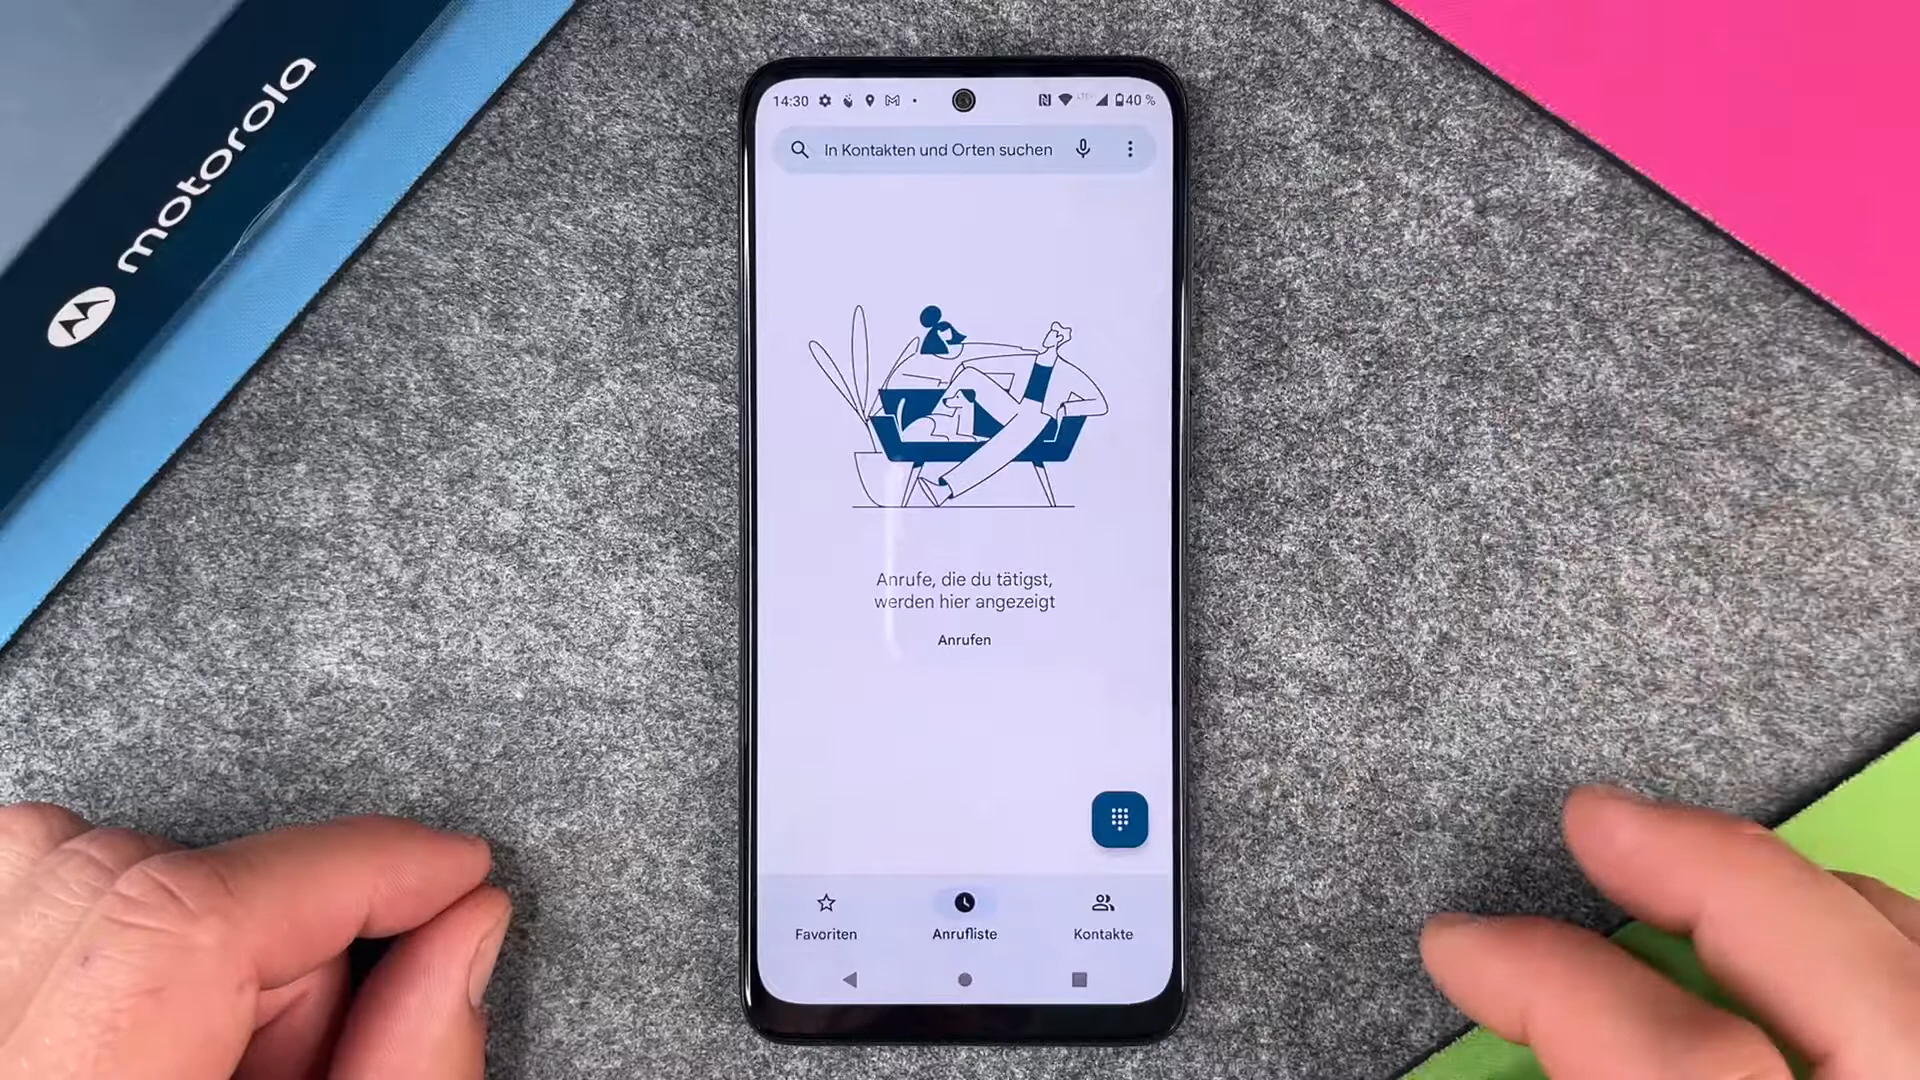 motorola
14:30
40 %
In Kontakten und Orten suchen
Anrufe, die du tätigst,
werden hier angezeigt
Anrufen
Favoriten
Anrufliste
Kontakte